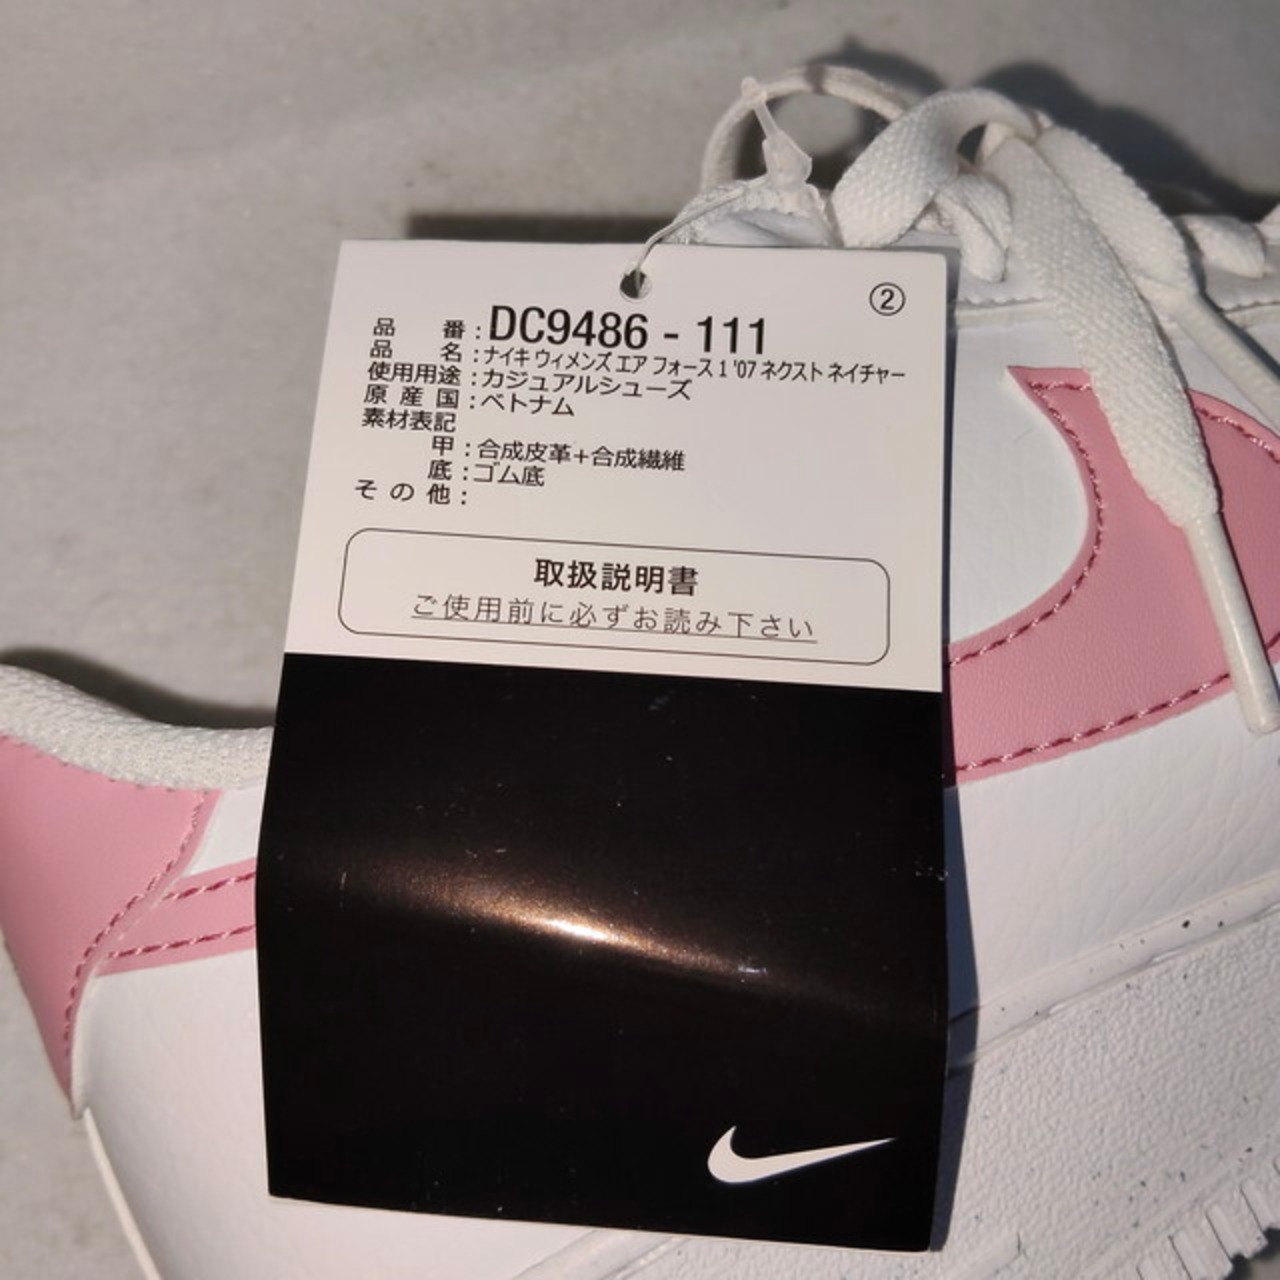 ②
品 番 : DC9486 - 111
品 名 : ナイキ ウィメンズ エア フォース 1 '07 ネクスト ネイチャー
使用用途 : カジュアルシューズ
原 産 国 : ベトナム
素材表記
甲 : 合成皮革+合成繊維
底 : ゴム底
そ の 他 :
取扱説明書
ご使用前に必ずお読み下さい